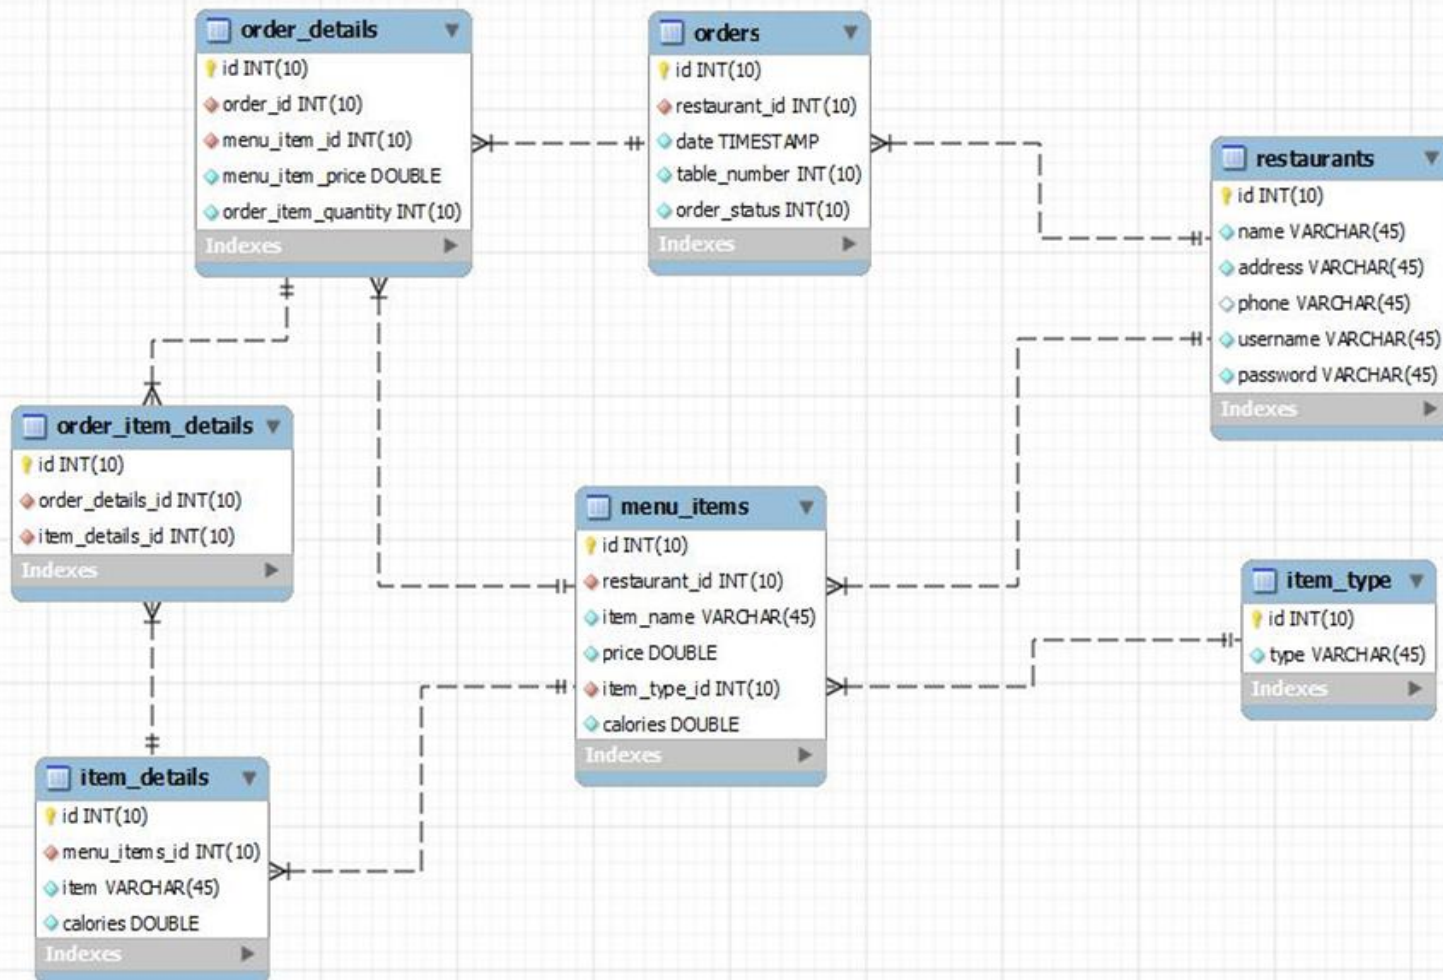 order_details
id INT(10)
order_id INT(10)
menu_item_id INT(10)
menu_item_price DOUBLE
order_item_quantity INT(10)
Indexes
orders
id INT(10)
restaurant_id INT(10)
date TIMESTAMP
table_number INT(10)
order_status INT(10)
Indexes
restaurants
id INT(10)
name VARCHAR(45)
address VARCHAR(45)
phone VARCHAR(45)
username VARCHAR(45)
password VARCHAR(45)
Indexes
order_item_details
id INT(10)
order_details_id INT(10)
item_details_id INT(10)
Indexes
menu_items
id INT(10)
restaurant_id INT(10)
item_name VARCHAR(45)
price DOUBLE
item_type_id INT(10)
calories DOUBLE
Indexes
item_type
id INT(10)
type VARCHAR(45)
Indexes
item_details
id INT(10)
menu_items_id INT(10)
item VARCHAR(45)
calories DOUBLE
Indexes